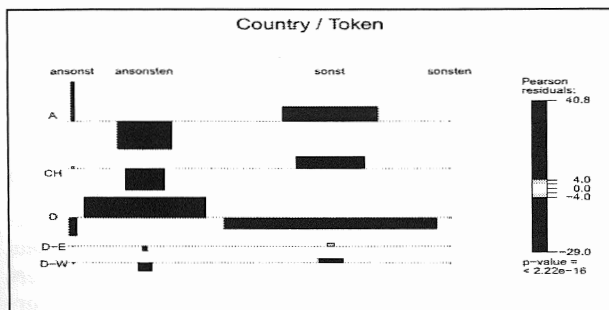 Country / Token
ansonst ansonsten sonst sonsten
A
CH
D
D-E
D-W
Pearson
residuals:
40.8
4.0
0.0
-4.0
-29.0
p-value =
< 2.22e-16